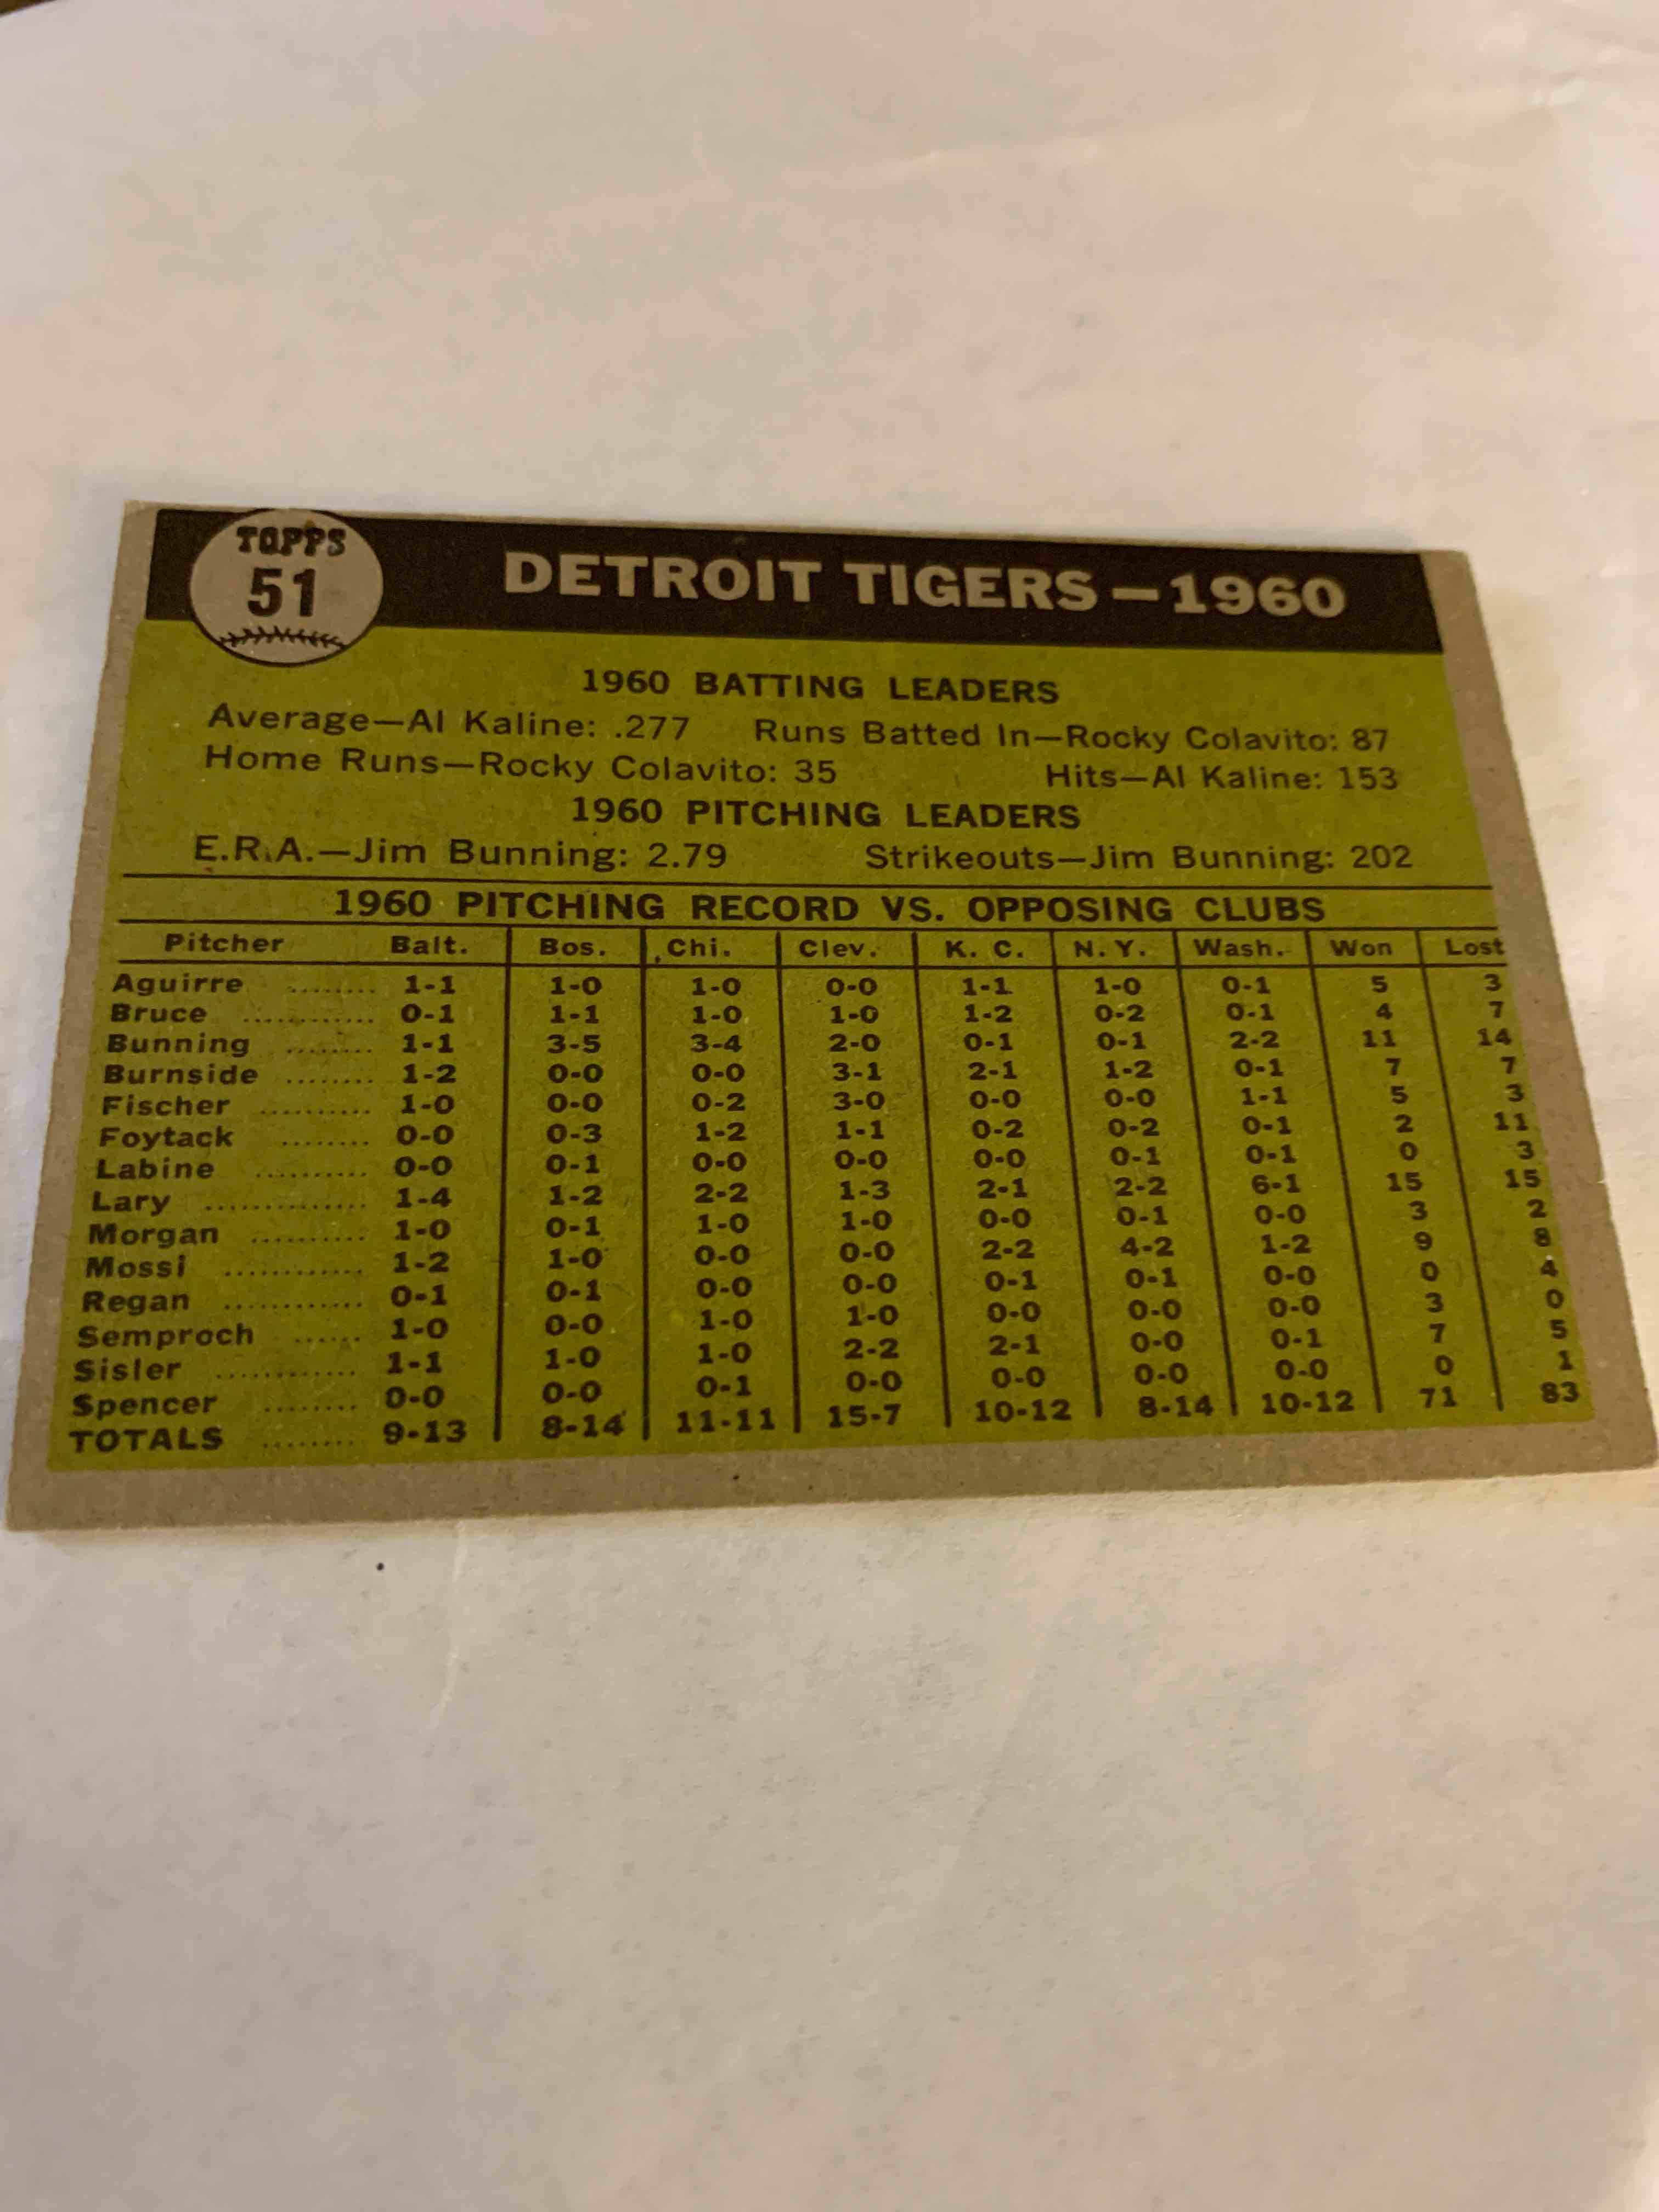 TOPPS
51
DETROIT TIGERS—1960
1960 BATTING LEADERS
Average—Al Kaline: .277 Runs Batted In—Rocky Colavito: 87
Home Runs—Rocky Colavito: 35 Hits—Al Kaline: 153
1960 PITCHING LEADERS
E.R.A.—Jim Bunning: 2.79 Strikeouts—Jim Bunning: 202
1960 PITCHING RECORD VS. OPPOSING CLUBS
Pitcher Balt. Bos. Chi. Clev. K. C. N. Y. Wash. Won Lost
Aguirre ........ 1-1 1-0 1-0 0-0 1-1 1-0 0-1 5 3
Bruce ............ 0-1 1-1 1-0 1-0 1-2 0-2 0-1 4 7
Bunning ........ 1-1 3-5 3-4 2-0 0-1 0-1 2-2 11 14
Burnside ........ 1-2 0-0 0-0 3-1 2-1 1-2 0-1 7 7
Fischer .......... 1-0 0-0 0-2 3-0 0-0 0-0 1-1 5 3
Foytack ........ 0-0 0-3 1-2 1-1 0-2 0-2 0-1 2 11
Labine .......... 0-0 0-1 0-0 0-0 0-0 0-1 0-1 0 3
Lary .............. 1-4 1-2 2-2 1-3 2-1 2-2 6-1 15 15
Morgan .......... 1-0 0-1 1-0 1-0 0-0 0-1 0-0 3 2
Mossi ............ 1-2 1-0 0-0 0-0 2-2 4-2 1-2 9 8
Regan ............ 0-1 0-1 0-0 0-0 0-1 0-1 0-0 0 4
Semproch ...... 1-0 0-0 1-0 1-0 0-0 0-0 0-0 3 0
Sisler ............ 1-1 1-0 1-0 2-2 2-1 0-0 0-1 7 5
Spencer ........ 0-0 0-0 0-1 0-0 0-0 0-0 0-0 0 1
TOTALS ........ 9-13 8-14 11-11 15-7 10-12 8-14 10-12 71 83